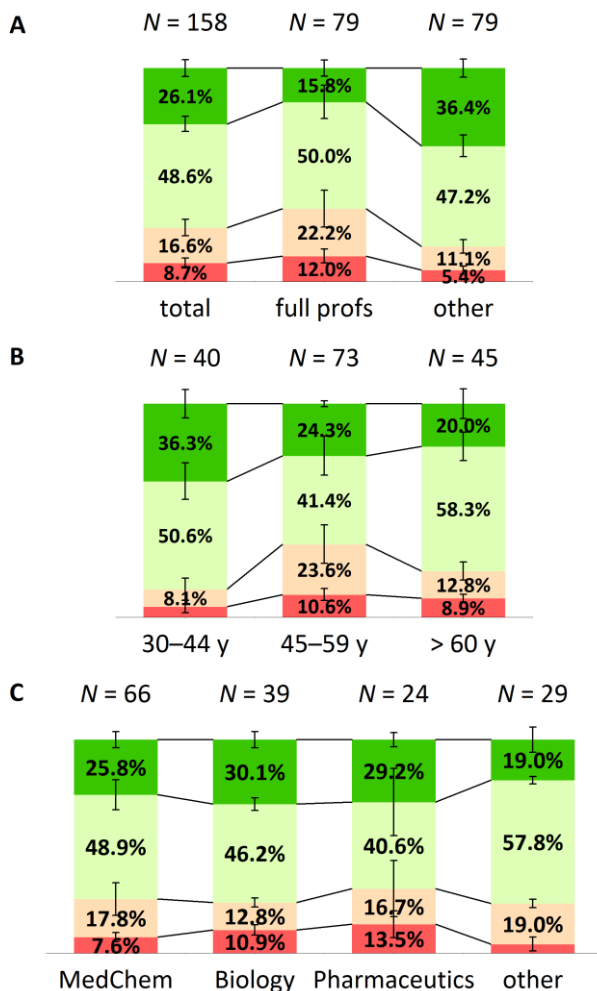 A
N = 158 N = 79 N = 79
26.1% 15.8% 36.4%
48.6% 50.0% 47.2%
16.6% 22.2% 11.1%
8.7% 12.0% 5.4%
total full profs other
B
N = 40 N = 73 N = 45
36.3% 24.3% 20.0%
50.6% 41.4% 58.3%
8.1% 23.6% 12.8%
10.6% 8.9%
30–44 y 45–59 y > 60 y
C
N = 66 N = 39 N = 24 N = 29
25.8% 30.1% 29.2% 19.0%
48.9% 46.2% 40.6% 57.8%
17.8% 12.8% 16.7% 19.0%
7.6% 10.9% 13.5%
MedChem Biology Pharmaceutics other